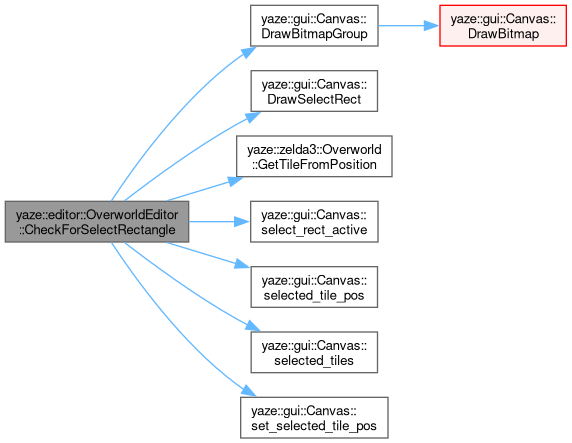 yaze::gui::Canvas::
DrawBitmapGroup
yaze::gui::Canvas::
DrawBitmap
yaze::gui::Canvas::
DrawSelectRect
yaze::zelda3::Overworld
::GetTileFromPosition
yaze::editor::OverworldEditor
::CheckForSelectRectangle
yaze::gui::Canvas::
select_rect_active
yaze::gui::Canvas::
selected_tile_pos
yaze::gui::Canvas::
selected_tiles
yaze::gui::Canvas::
set_selected_tile_pos